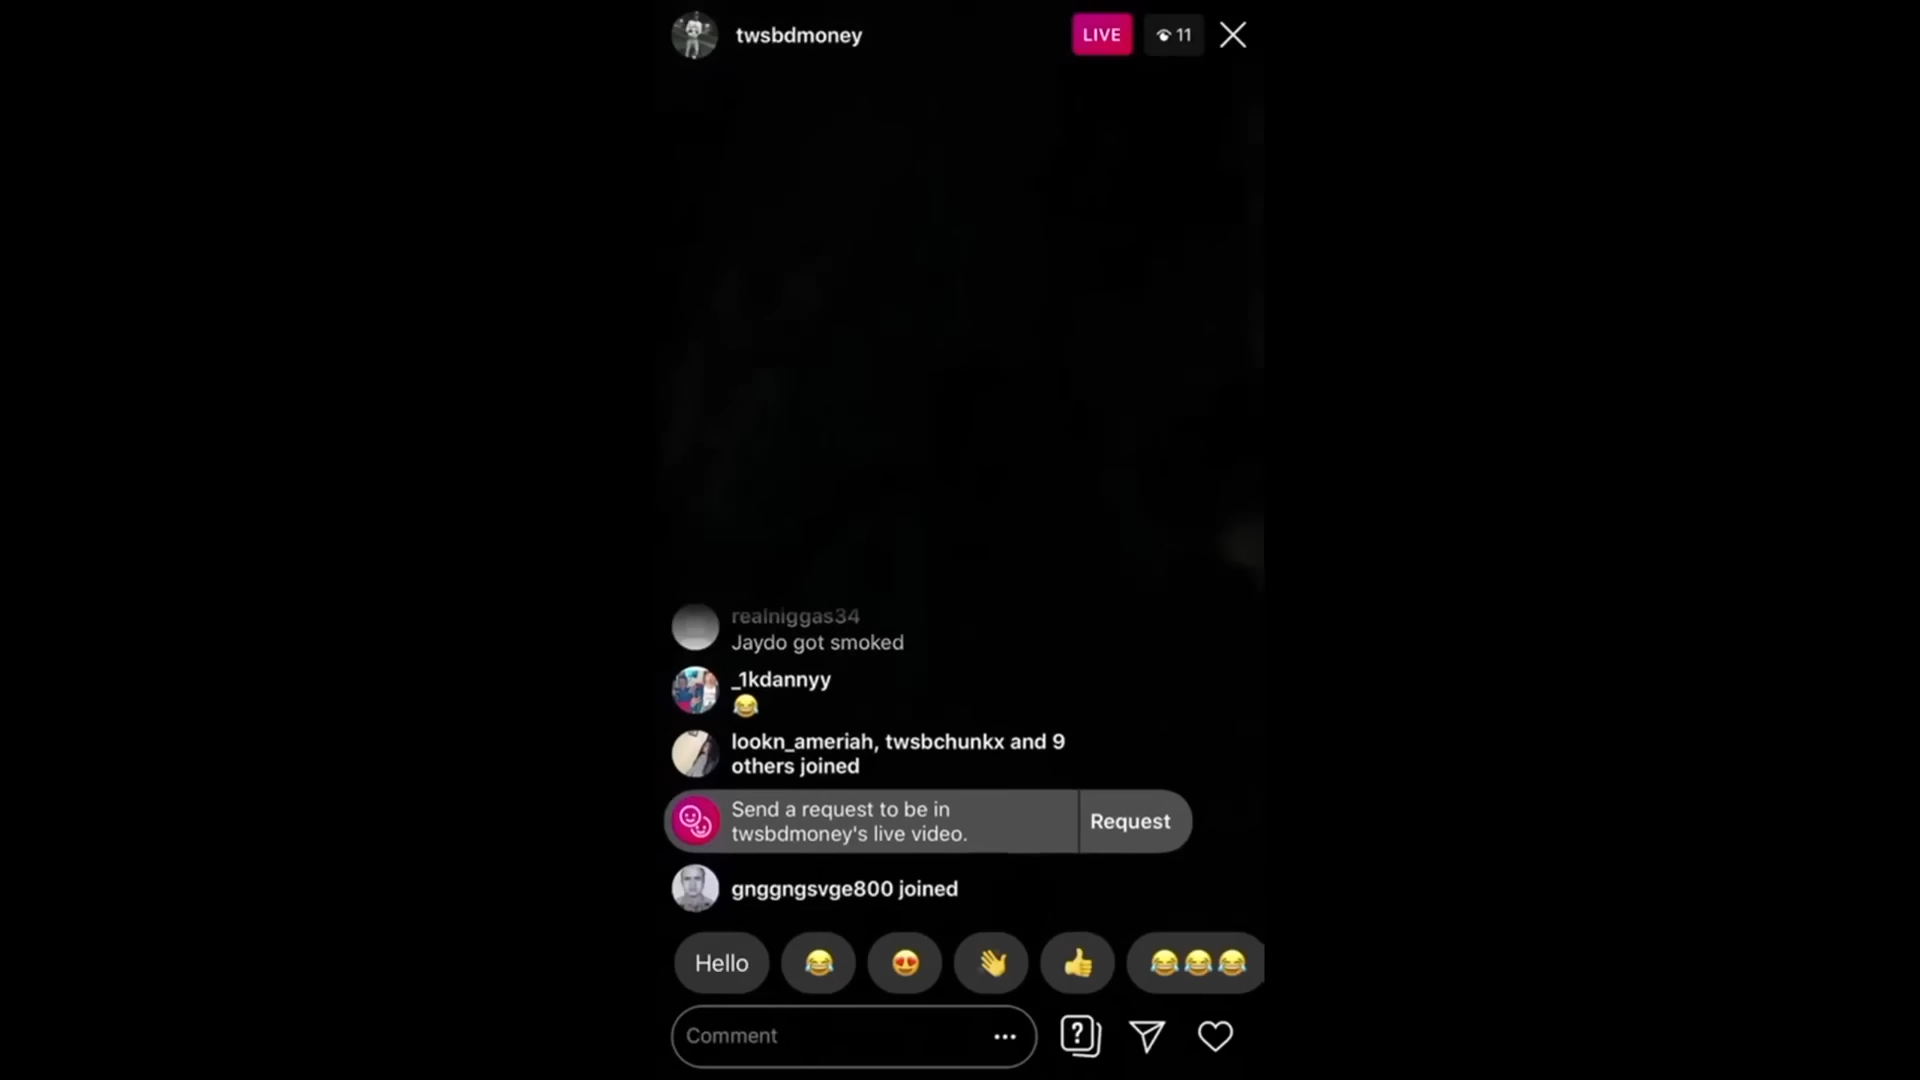 twsbdmoney
LIVE
11
realniggas34
Jaydo got smoked
_1kdannyy
😂
lookn_ameriah, twsbchunkx and 9
others joined
Send a request to be in
twsbdmoney's live video.
Request
gnggngsvge800 joined
Hello
😂
😍
👋
👍
😂😂😂
Comment